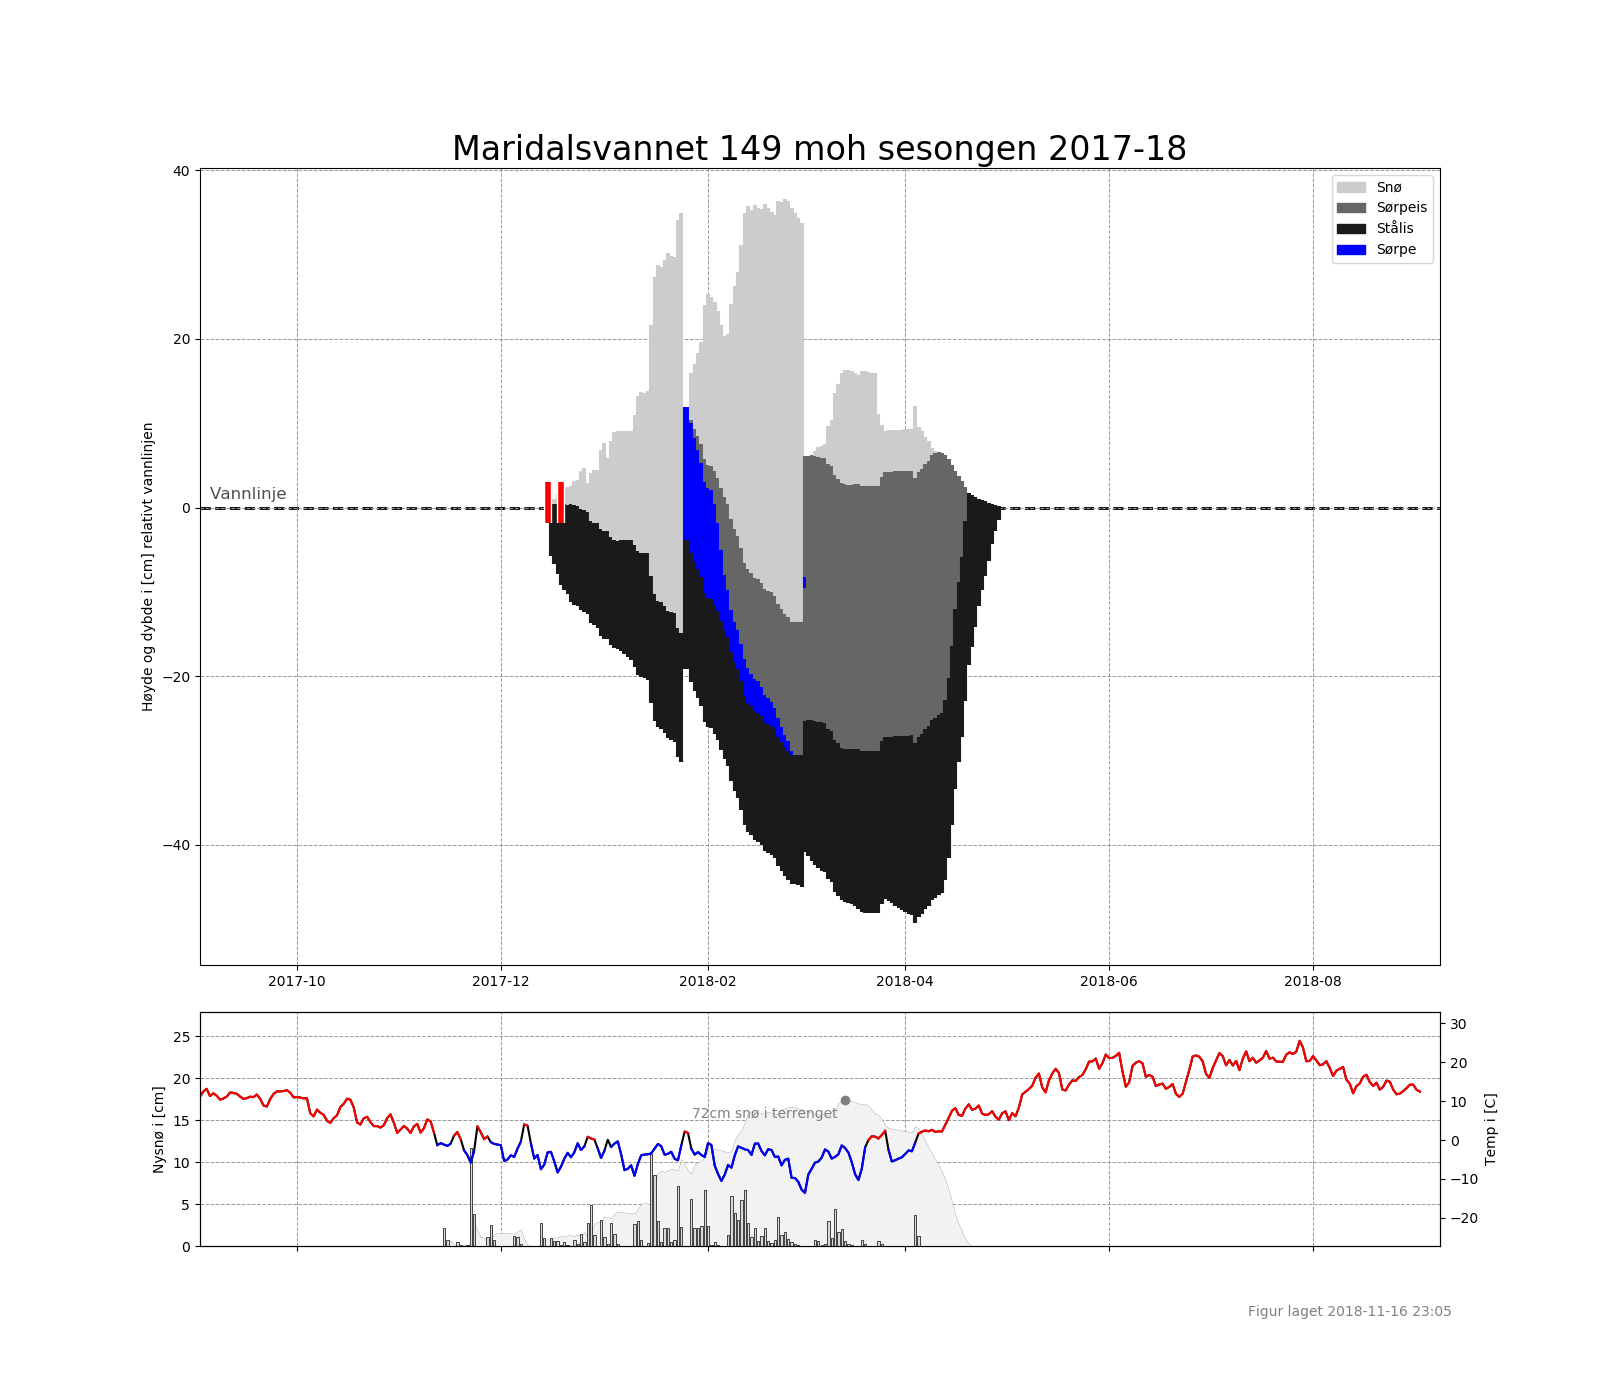 Maridalsvannet 149 moh sesongen 2017-18
Høyde og dybde i [cm] relativt vannlinjen
40
20
0
−20
−40
Vannlinje
Snø
Sørpeis
Stålis
Sørpe
2017-10
2017-12
2018-02
2018-04
2018-06
2018-08
Nysnø i [cm]
25
20
15
10
5
0
72cm snø i terrenget
30
20
10
0
−10
−20
Temp i [C]
Figur laget 2018-11-16 23:05